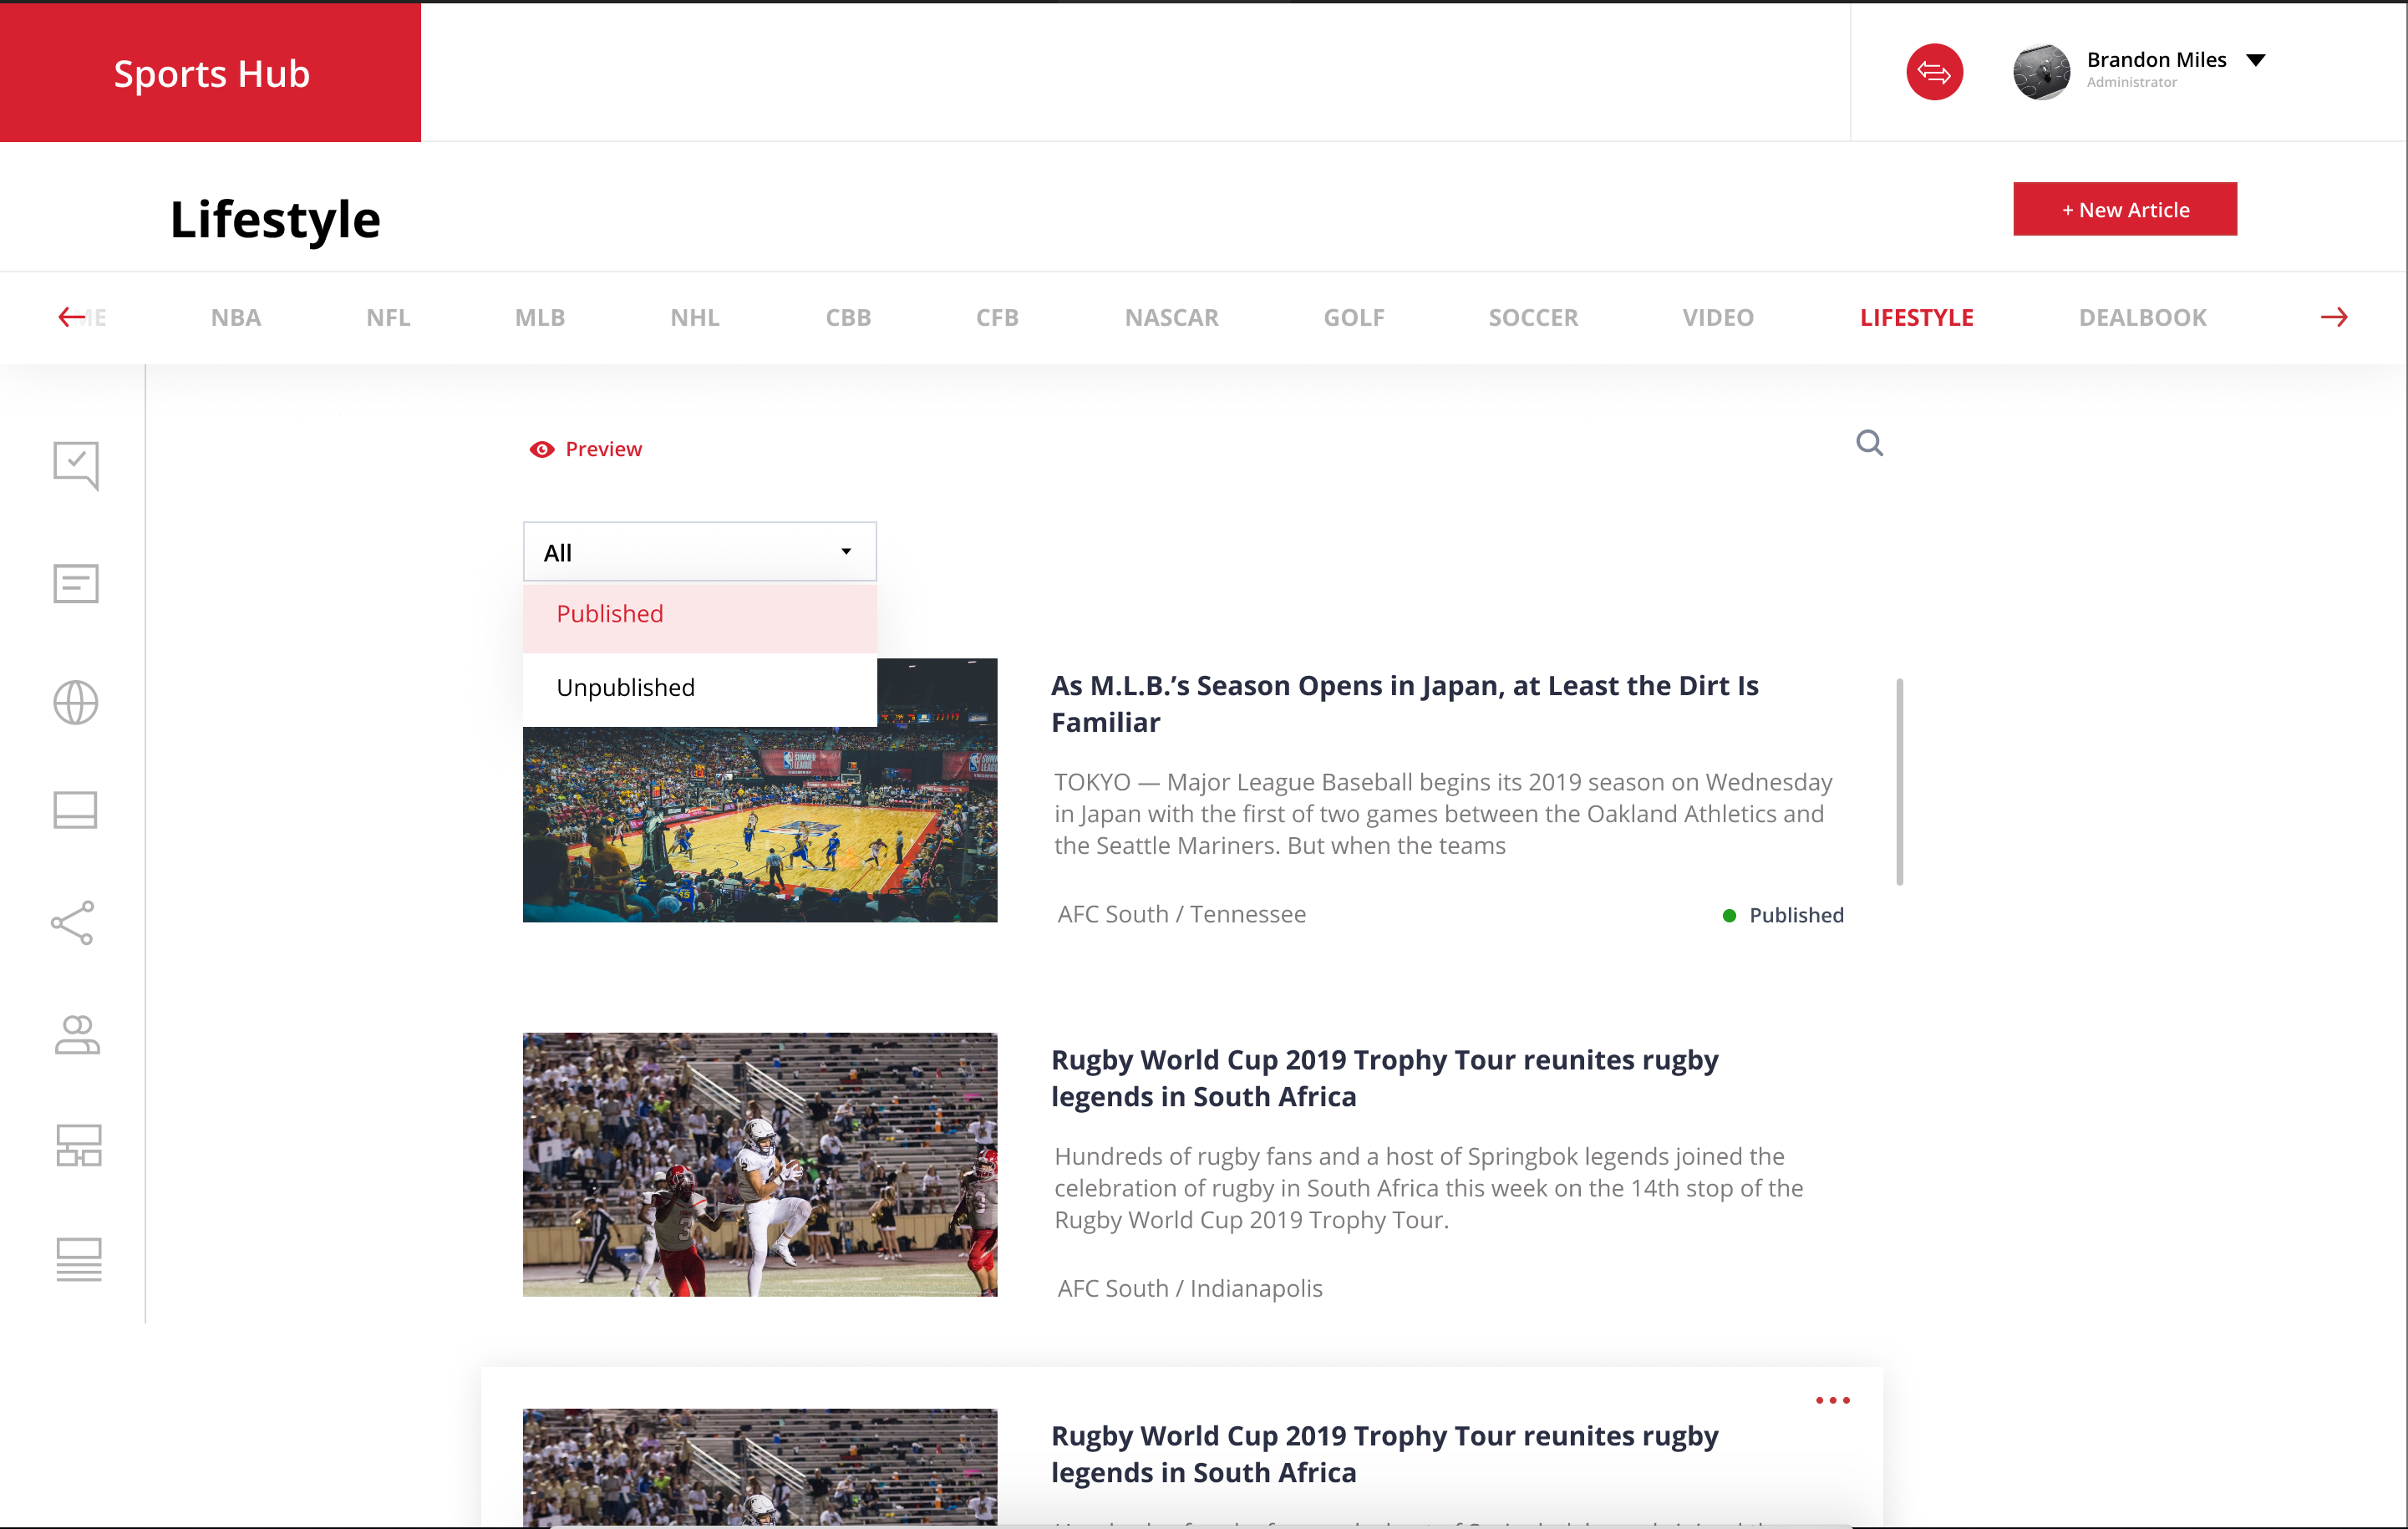 Sports Hub
Brandon Miles
Administrator
Lifestyle
+ New Article
ME
NBA
NFL
MLB
NHL
CBB
CFB
NASCAR
GOLF
SOCCER
VIDEO
LIFESTYLE
DEALBOOK
Preview
All
Published
Unpublished
As M.L.B.’s Season Opens in Japan, at Least the Dirt Is
Familiar
TOKYO — Major League Baseball begins its 2019 season on Wednesday
in Japan with the first of two games between the Oakland Athletics and
the Seattle Mariners. But when the teams
AFC South / Tennessee
Published
Rugby World Cup 2019 Trophy Tour reunites rugby
legends in South Africa
Hundreds of rugby fans and a host of Springbok legends joined the
celebration of rugby in South Africa this week on the 14th stop of the
Rugby World Cup 2019 Trophy Tour.
AFC South / Indianapolis
Rugby World Cup 2019 Trophy Tour reunites rugby
legends in South Africa